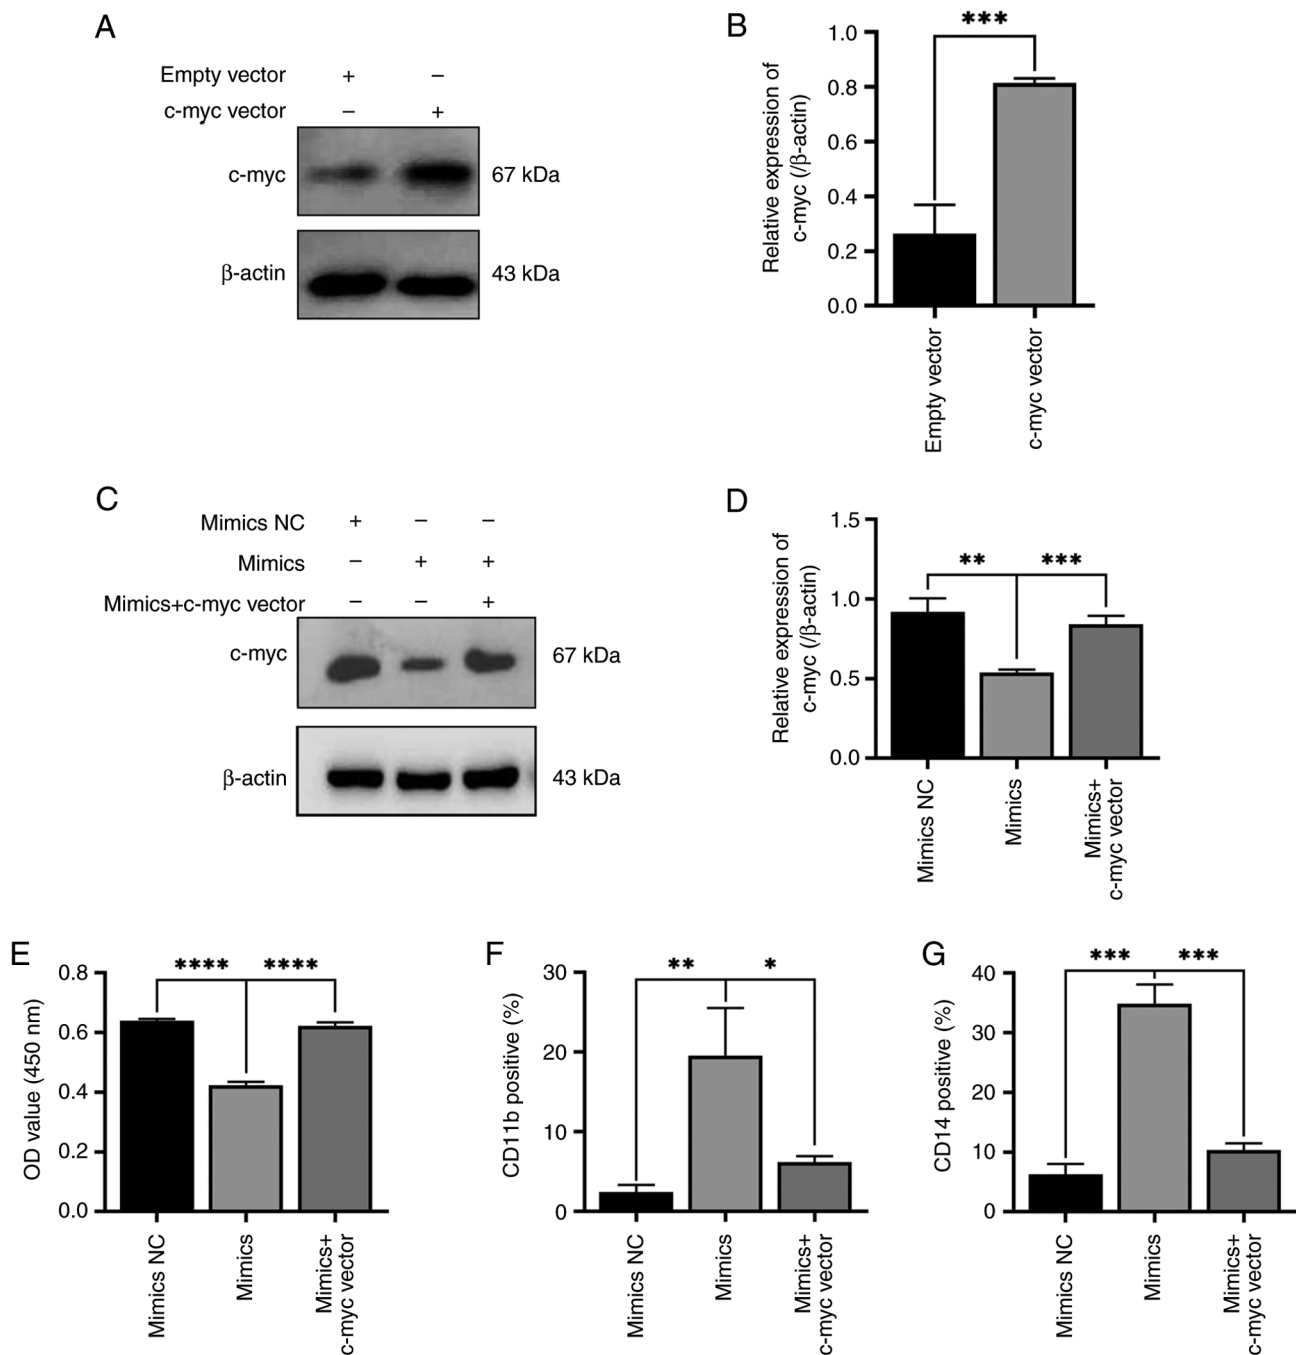 A
Empty vector + −
c-myc vector − +
c-myc 67 kDa
β-actin 43 kDa
B
***
Relative expression of
c-myc (/β-actin)
1.0
0.8
0.6
0.4
0.2
0.0
Empty vector
c-myc vector
C
Mimics NC + − −
Mimics − + +
Mimics+c-myc vector − − +
c-myc 67 kDa
β-actin 43 kDa
D
** ***
Relative expression of
c-myc (/β-actin)
1.5
1.0
0.5
0.0
Mimics NC
Mimics
Mimics+
c-myc vector
E
**** ****
OD value (450 nm)
0.8
0.6
0.4
0.2
0.0
Mimics NC
Mimics
Mimics+
c-myc vector
F
** *
CD11b positive (%)
30
20
10
0
Mimics NC
Mimics
Mimics+
c-myc vector
G
*** ***
CD14 positive (%)
40
30
20
10
0
Mimics NC
Mimics
Mimics+
c-myc vector